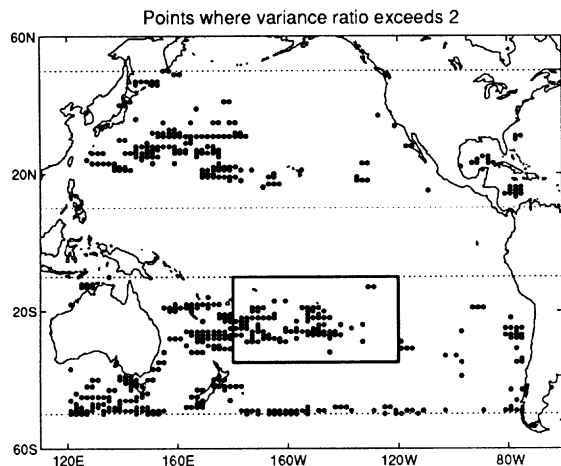 Points where variance ratio exceeds 2
60N
20N
20S
60S
120E 160E 160W 120W 80W